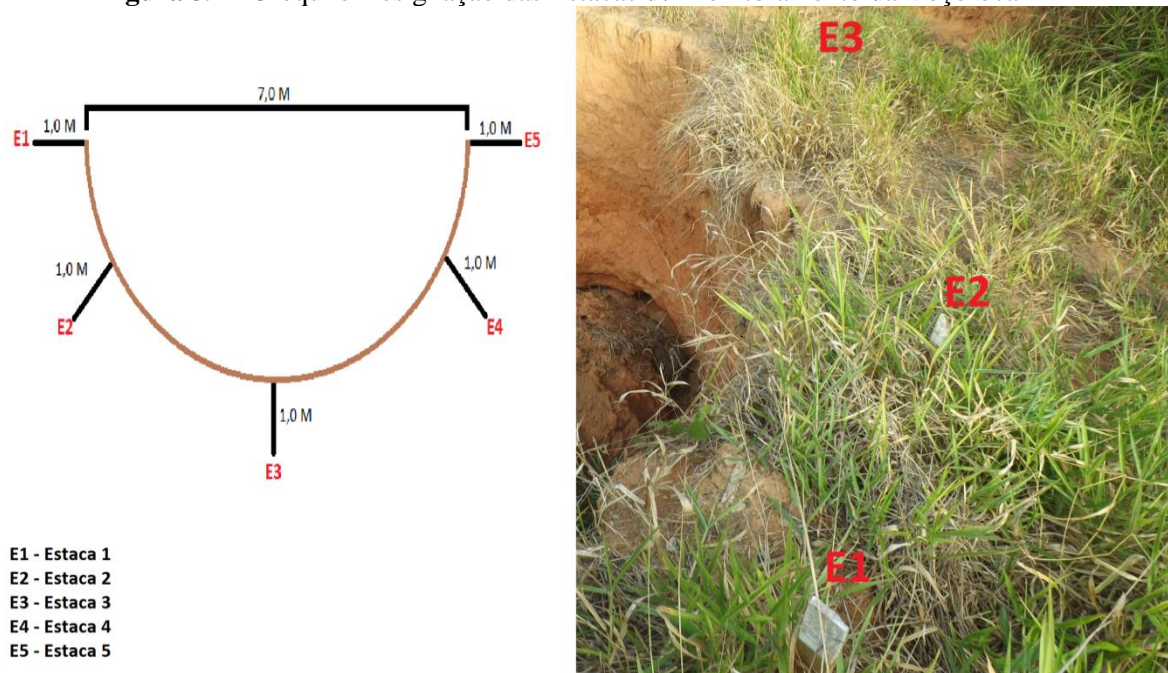 7,0 M
1,0 M
1,0 M
E1
E5
1,0 M
1,0 M
E2
E4
1,0 M
E3
E1 - Estaca 1
E2 - Estaca 2
E3 - Estaca 3
E4 - Estaca 4
E5 - Estaca 5
E3
E2
E1